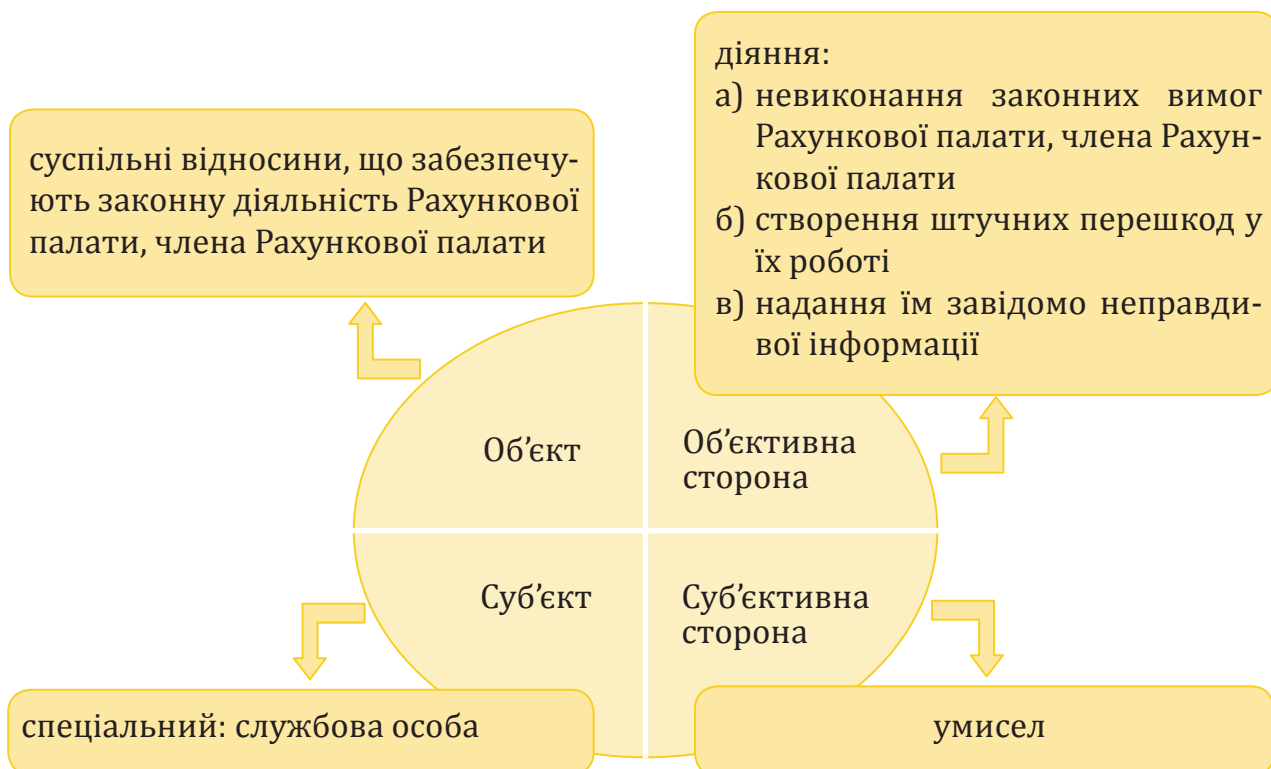 суспільні відносини, що забезпечу-
ють законну діяльність Рахункової
палати, члена Рахункової палати
діяння:
а) невиконання законних вимог
Рахункової палати, члена Рахун-
кової палати
б) створення штучних перешкод у
їх роботі
в) надання їм завідомо неправди-
вої інформації
Об’єкт
Об’єктивна
сторона
Суб’єкт
Суб’єктивна
сторона
спеціальний: службова особа
умисел